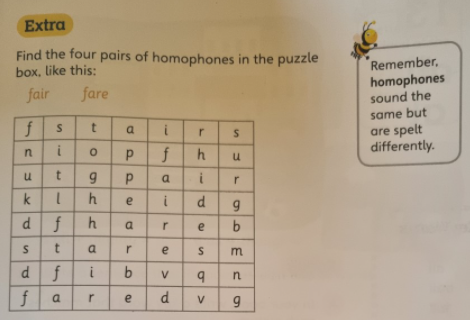 Extra
Find the four pairs of homophones in the puzzle
box, like this:
fair fare
f s t a i r s
n i o p f h u
u t g p a i r
k l h e i d g
d f h a r e b
s t a r e s m
d f i b v q n
f a r e d v g
Remember,
homophones
sound the
same but
are spelt
differently.